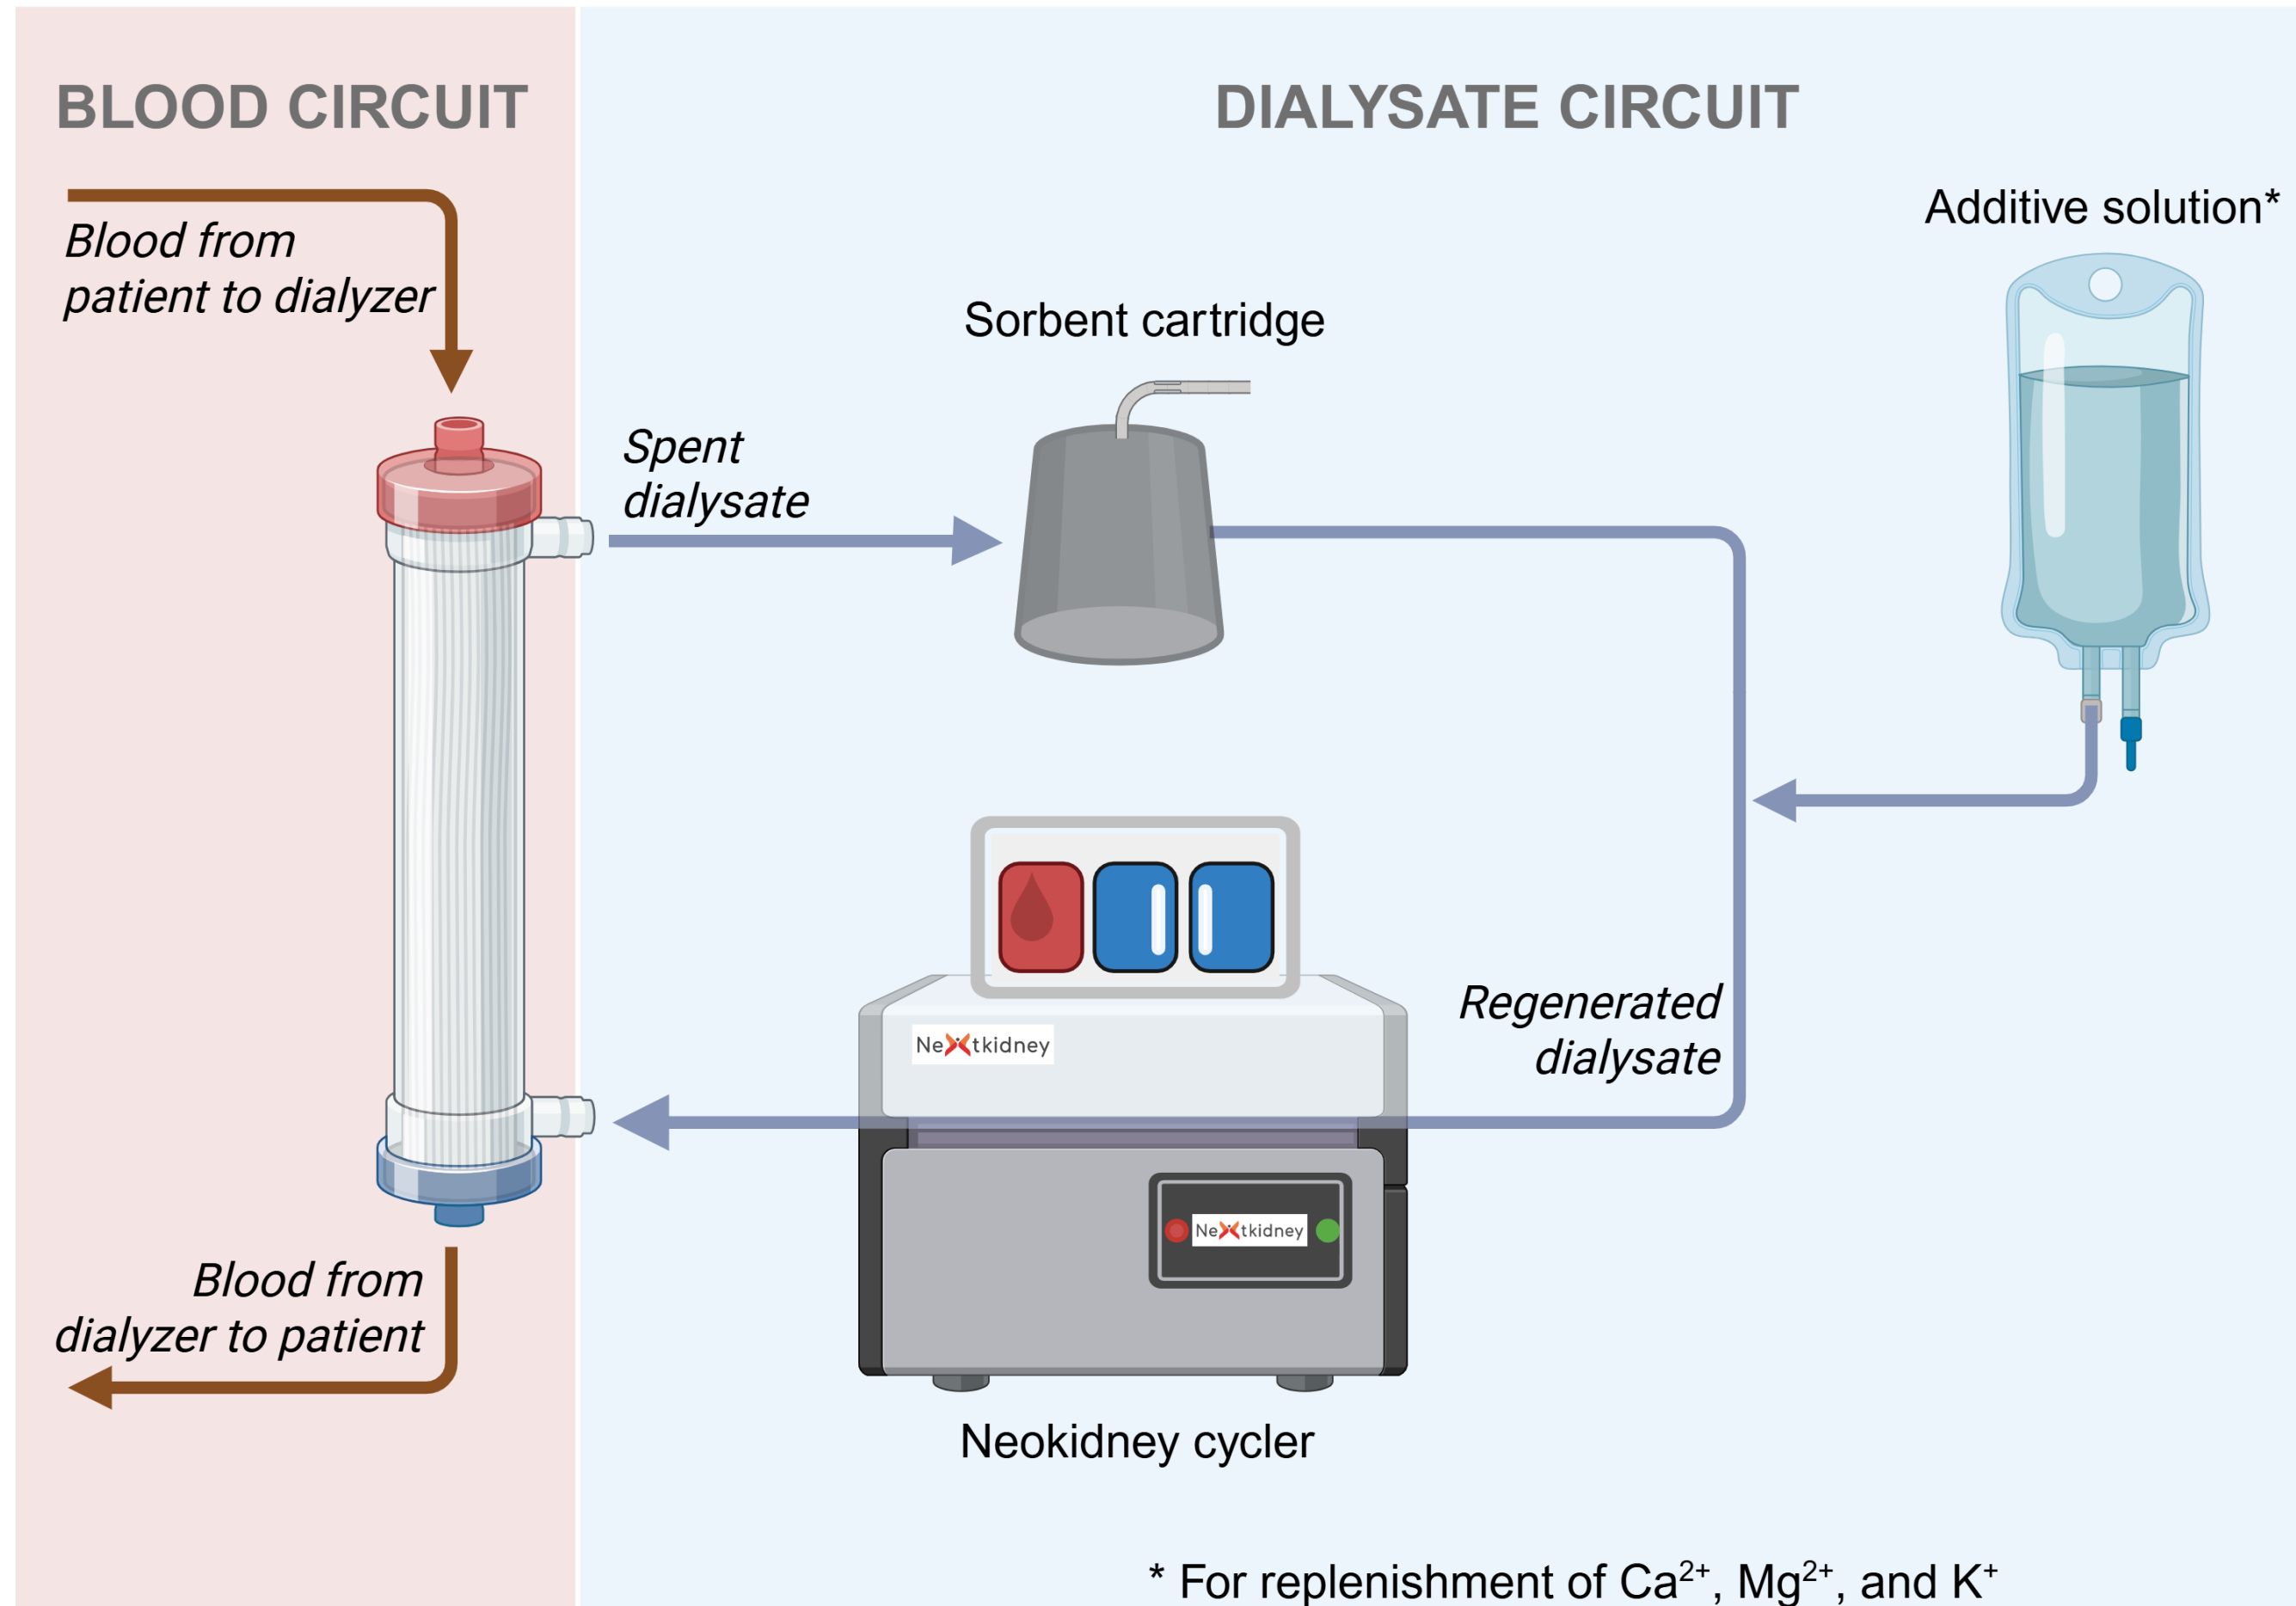 BLOOD CIRCUIT
DIALYSATE CIRCUIT
Blood from
patient to dialyzer
Additive solution*
Sorbent cartridge
Spent
dialysate
Regenerated
dialysate
Nextkidney
Nextkidney
Blood from
dialyzer to patient
Neokidney cycler
* For replenishment of Ca²⁺, Mg²⁺, and K⁺